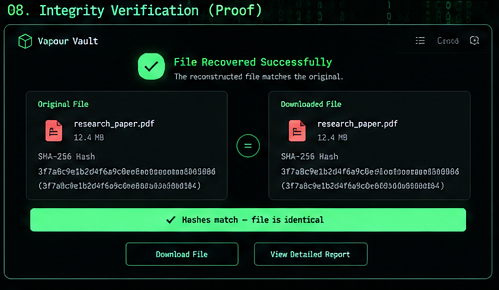 08. Integrity Verification (Proof)
Vapour Vault
File Recovered Successfully
The reconstructed file matches the original.
Original File
research_paper.pdf
12.4 MB
SHA-256 Hash
Downloaded File
research_paper.pdf
12.4 MB
SHA-256 Hash
=
Hashes match – file is identical
Download File
View Detailed Report